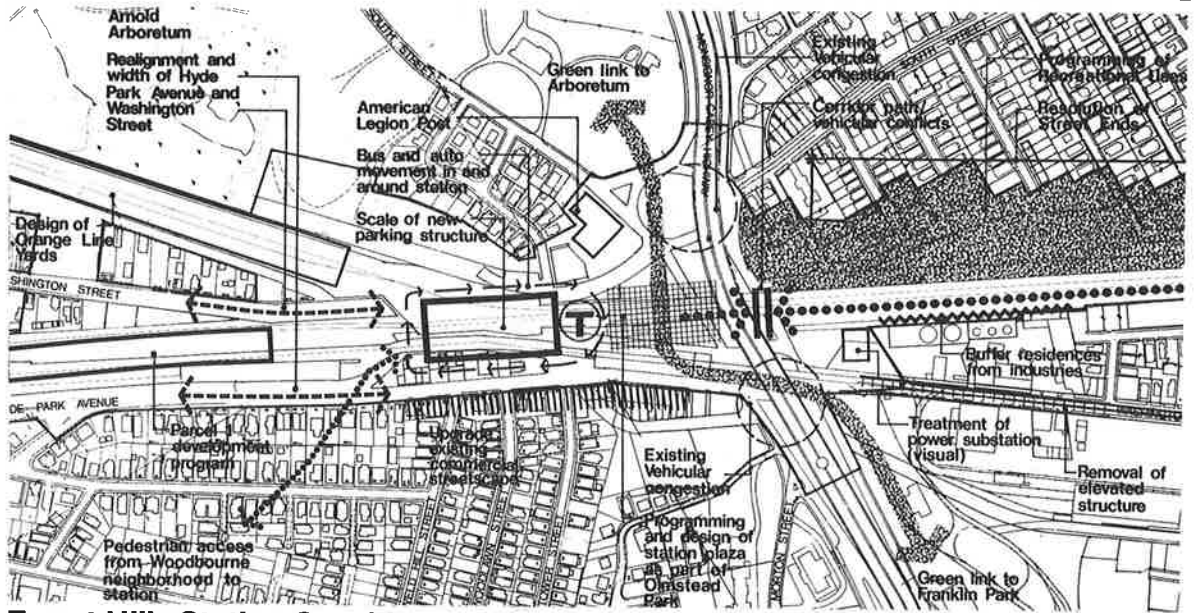 Arnold
Arboretum
Realignment and
width of Hyde
Park Avenue and
Washington
Street
SOUTH STREET
American
Legion Post
Bus and auto
movement in and
around station
Scale of new
parking structure
Green link to
Arboretum
Existing
Vehicular
congestion
SOUTH STREET
Corridor path/
vehicular conflicts
Programming of
Recreational Uses
Resolution of
Street Ends
Design of
Orange Line
Yards
SHINGTON STREET
T
DE PARK AVENUE
Parcel 1
development
program
Upgrade
existing
commercial
streetscape
Pedestrian access
from Woodbourne
neighborhood to
station
Existing
Vehicular
congestion
Programming
and design of
station plaza
as part of
Olmstead
Park
MORTON STREET
Buffer residences
from industries
Treatment of
power substation
(visual)
Removal of
elevated
structure
Green link to
Franklin Park